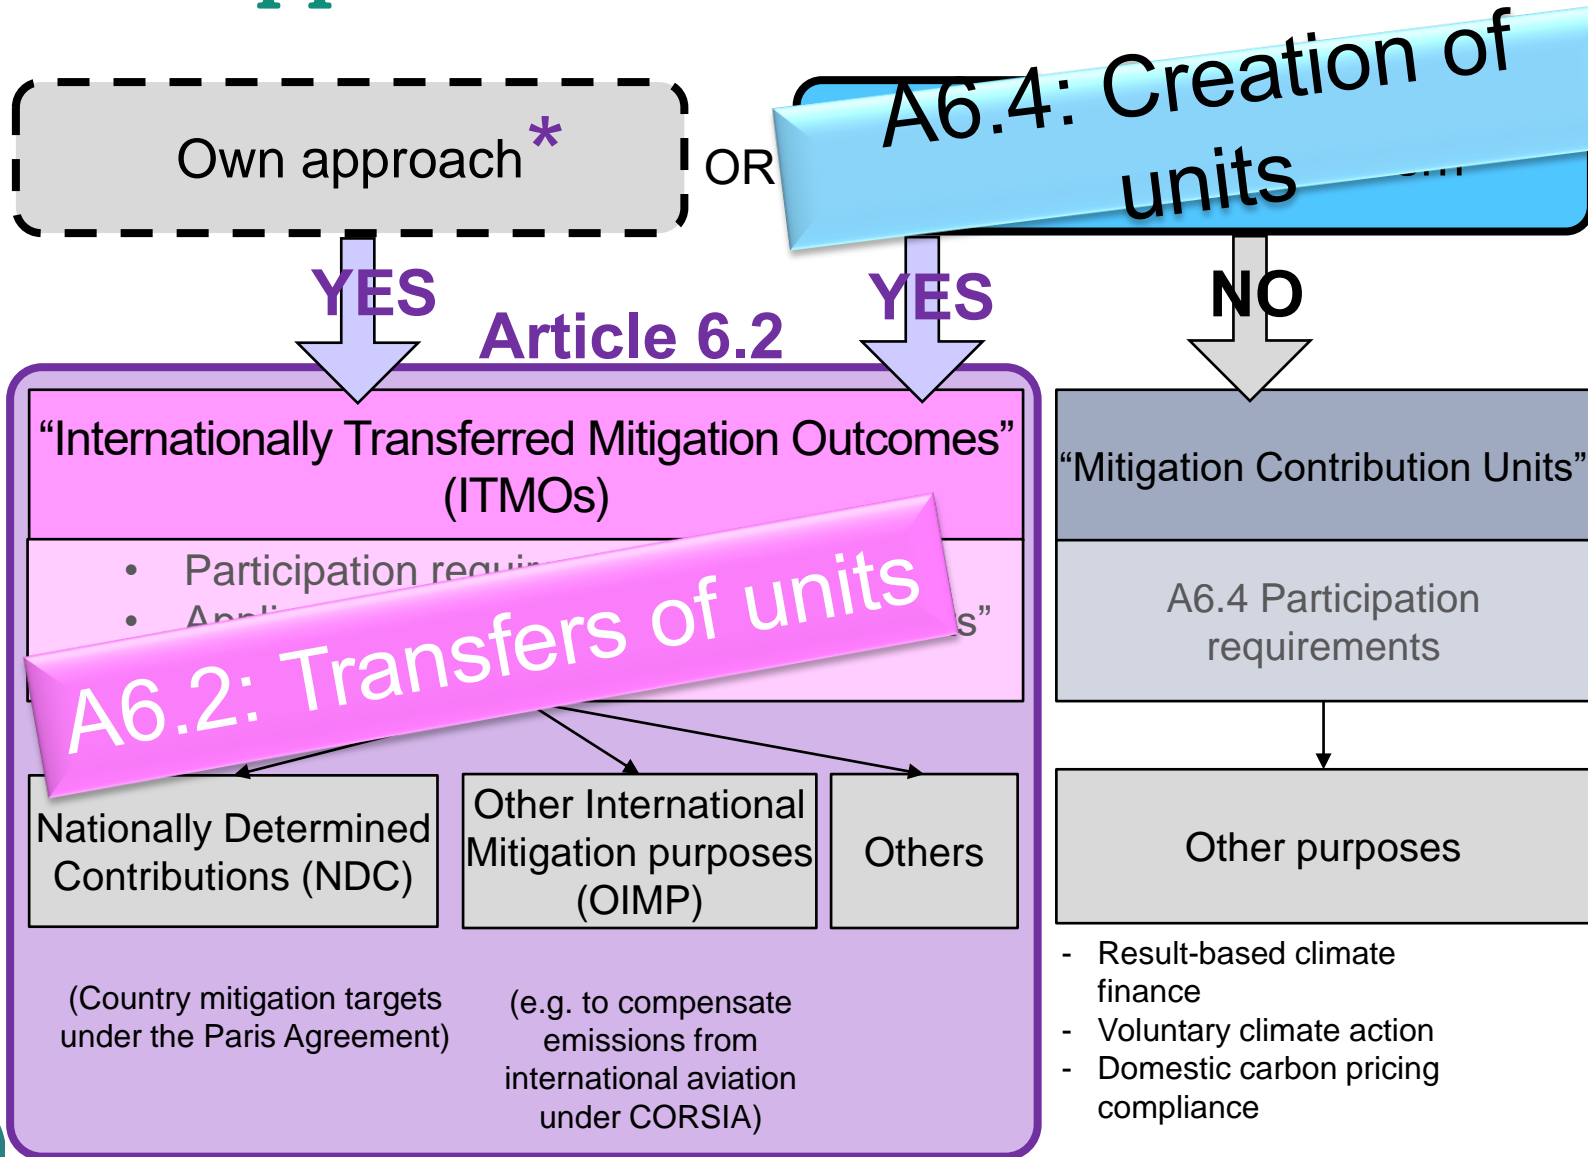 Own approach*
OR
A6.4: Creation of
units
YES
YES
NO
Article 6.2
“Internationally Transferred Mitigation Outcomes”
(ITMOs)
“Mitigation Contribution Units”
• Participation
•
A6.2: Transfers of units
A6.4 Participation
requirements
Nationally Determined
Contributions (NDC)
Other International
Mitigation purposes
(OIMP)
Others
Other purposes
(Country mitigation targets
under the Paris Agreement)
(e.g. to compensate
emissions from
international aviation
under CORSIA)
- Result-based climate
finance
- Voluntary climate action
- Domestic carbon pricing
compliance